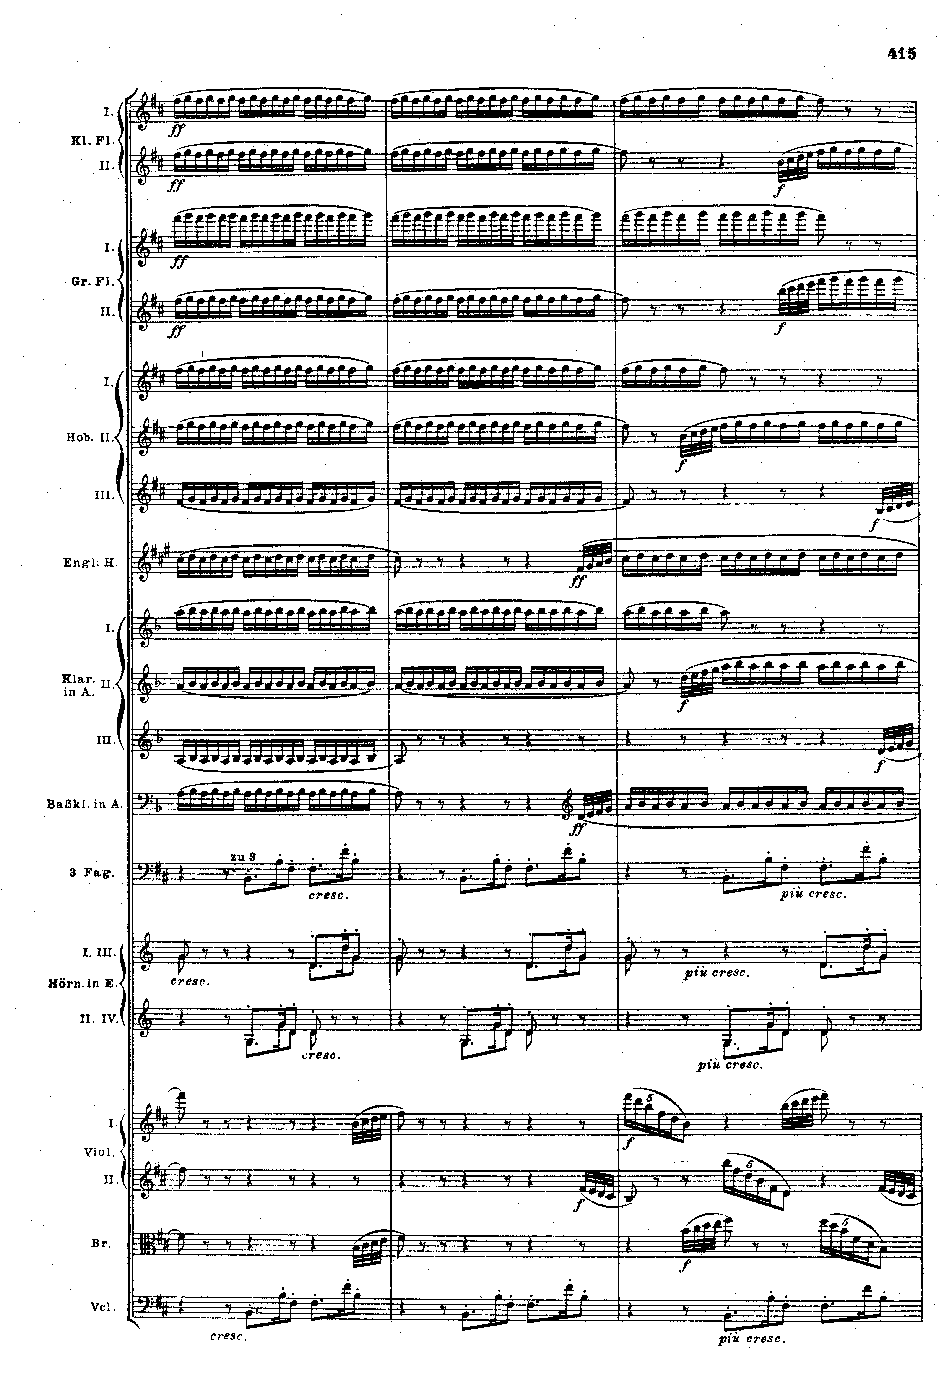 415
I.
Kl. Fl.
ff
II.
ff
f
I.
ff
Gr. Fl.
II.
ff
f
I.
Hob. II.
f
III.
f
Engl. H.
ff
I.
Klar. II.
in A.
f
III.
f
Baßkl. in A.
ff
zu 3
3 Fag.
cresc.
più cresc.
I. III.
cresc.
più cresc.
Hörn. in E.
II. IV.
cresc.
più cresc.
I.
5
f
Viol.
II.
5
f
Br.
5
f
Vcl.
cresc.
più cresc.